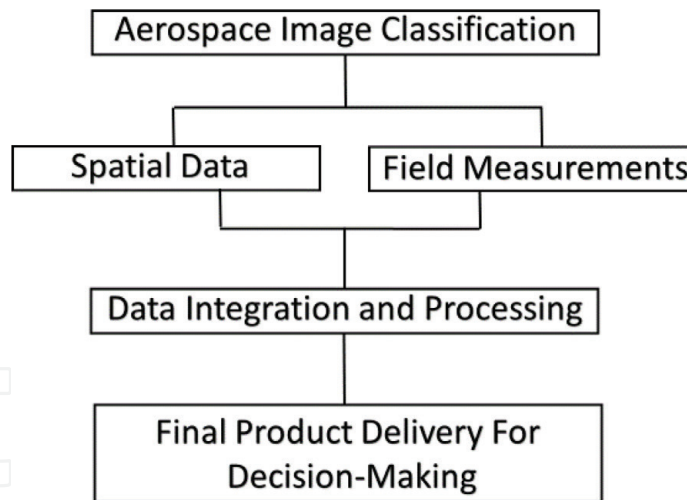 Aerospace Image Classification
Spatial Data
Field Measurements
Data Integration and Processing
Final Product Delivery For
Decision-Making